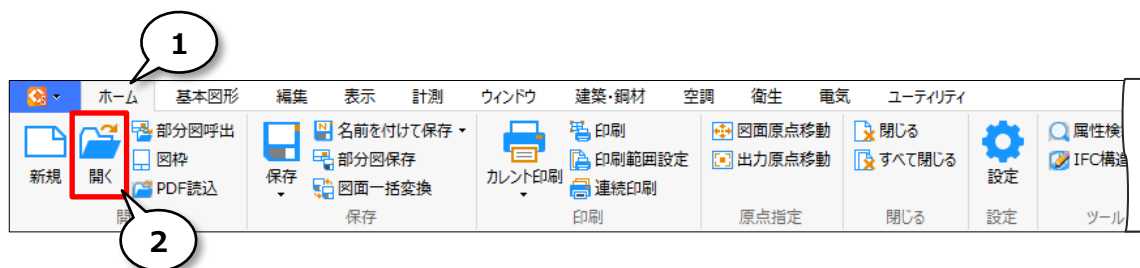 1
ホーム 基本図形 編集 表示 計測 ウィンドウ 建築・鋼材 空調 衛生 電気 ユーティリティ
新規
開く
部分図呼出
図枠
PDF読込
開
保存
名前を付けて保存
部分図保存
図面一括変換
保存
カレント印刷
印刷
印刷範囲設定
連続印刷
印刷
図面原点移動
出力原点移動
原点指定
閉じる
すべて閉じる
閉じる
設定
設定
属性検
IFC構造
ツール
2